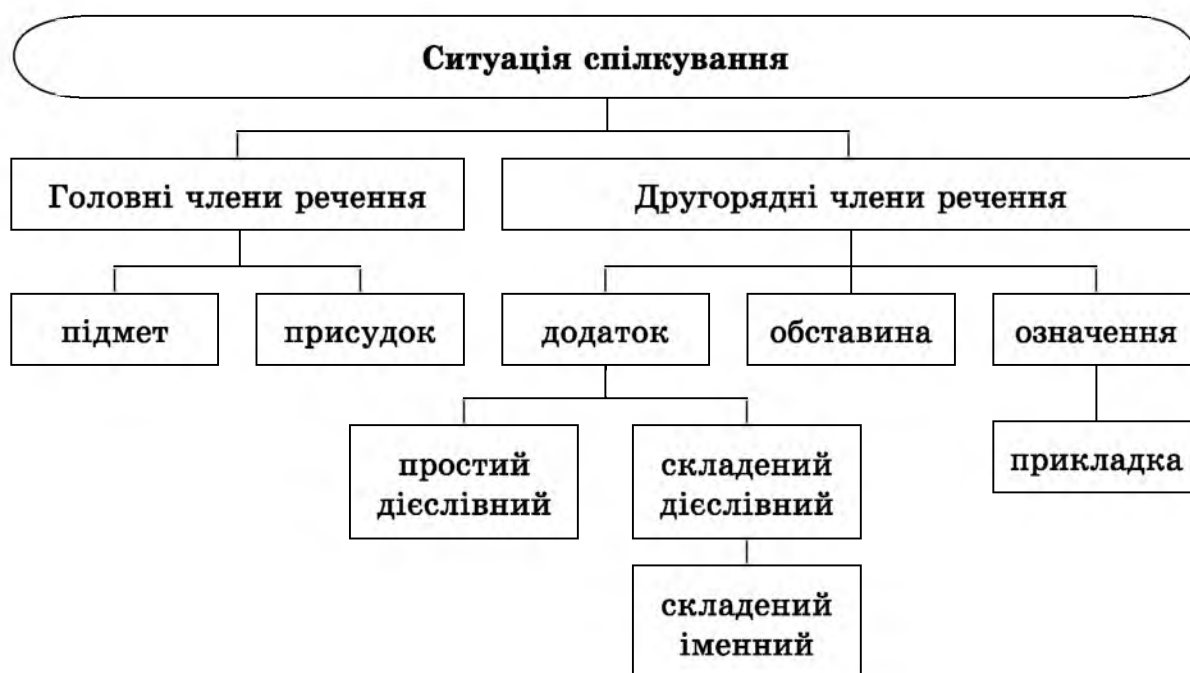 Ситуація спілкування
Головні члени речення
Другорядні члени речення
підмет
присудок
додаток
обставина
означення
простий
дієслівний
складений
дієслівний
прикладка
складений
іменний